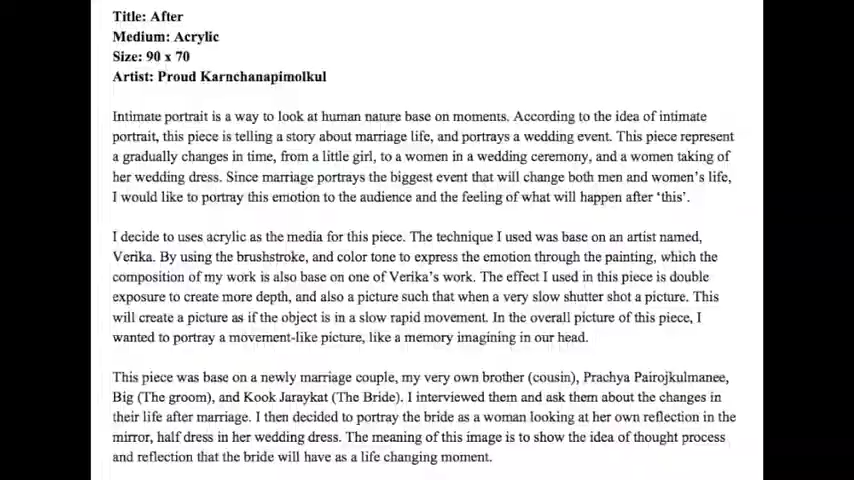 Title: After
Medium: Acrylic
Size: 90 x 70
Artist: Proud Karnchanapimolkul
Intimate portrait is a way to look at human nature base on moments. According to the idea of intimate
portrait, this piece is telling a story about marriage life, and portrays a wedding event. This piece represent
a gradually changes in time, from a little girl, to a women in a wedding ceremony, and a women taking of
her wedding dress. Since marriage portrays the biggest event that will change both men and women's life,
I would like to portray this emotion to the audience and the feeling of what will happen after 'this'.
I decide to uses acrylic as the media for this piece. The technique I used was base on an artist named,
Verika. By using the brushstroke, and color tone to express the emotion through the painting, which the
composition of my work is also base on one of Verika's work. The effect I used in this piece is double
exposure to create more depth, and also a picture such that when a very slow shutter shot a picture. This
will create a picture as if the object is in a slow rapid movement. In the overall picture of this piece, I
wanted to portray a movement-like picture, like a memory imagining in our head.
This piece was base on a newly marriage couple, my very own brother (cousin), Prachya Pairojkulmanee,
Big (The groom), and Kook Jaraykat (The Bride). I interviewed them and ask them about the changes in
their life after marriage. I then decided to portray the bride as a woman looking at her own reflection in the
mirror, half dress in her wedding dress. The meaning of this image is to show the idea of thought process
and reflection that the bride will have as a life changing moment.